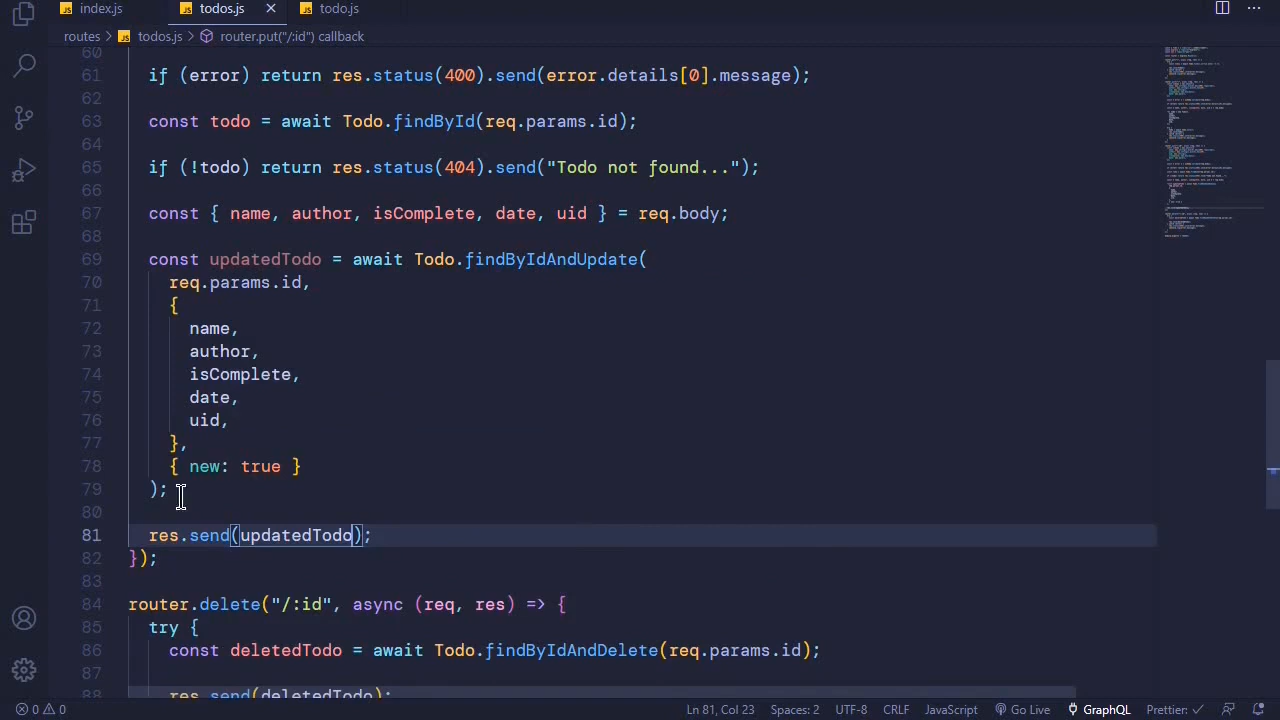 index.js todos.js todo.js
routes > todos.js > router.put("/:id") callback
60
61 if (error) return res.status(400).send(error.details[0].message);
62
63 const todo = await Todo.findById(req.params.id);
64
65 if (!todo) return res.status(404).send("Todo not found...");
66
67 const { name, author, isComplete, date, uid } = req.body;
68
69 const updatedTodo = await Todo.findByIdAndUpdate(
70 req.params.id,
71 {
72 name,
73 author,
74 isComplete,
75 date,
76 uid,
77 },
78 { new: true }
79 );
80
81 res.send(updatedTodo);
82 });
83
84 router.delete("/:id", async (req, res) => {
85 try {
86 const deletedTodo = await Todo.findByIdAndDelete(req.params.id);
87
88 res.send(deletedTodo);
0 0 Ln 81, Col 23 Spaces: 2 UTF-8 CRLF JavaScript Go Live GraphQL Prettier: ✓